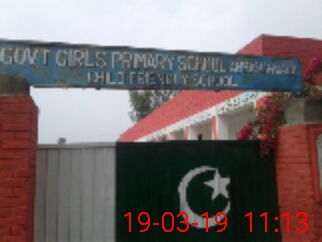 GOVT GIRLS PRIMARY SCHOOL
CHILD FRIENDLY SCHOOL
19-03-19 11:13